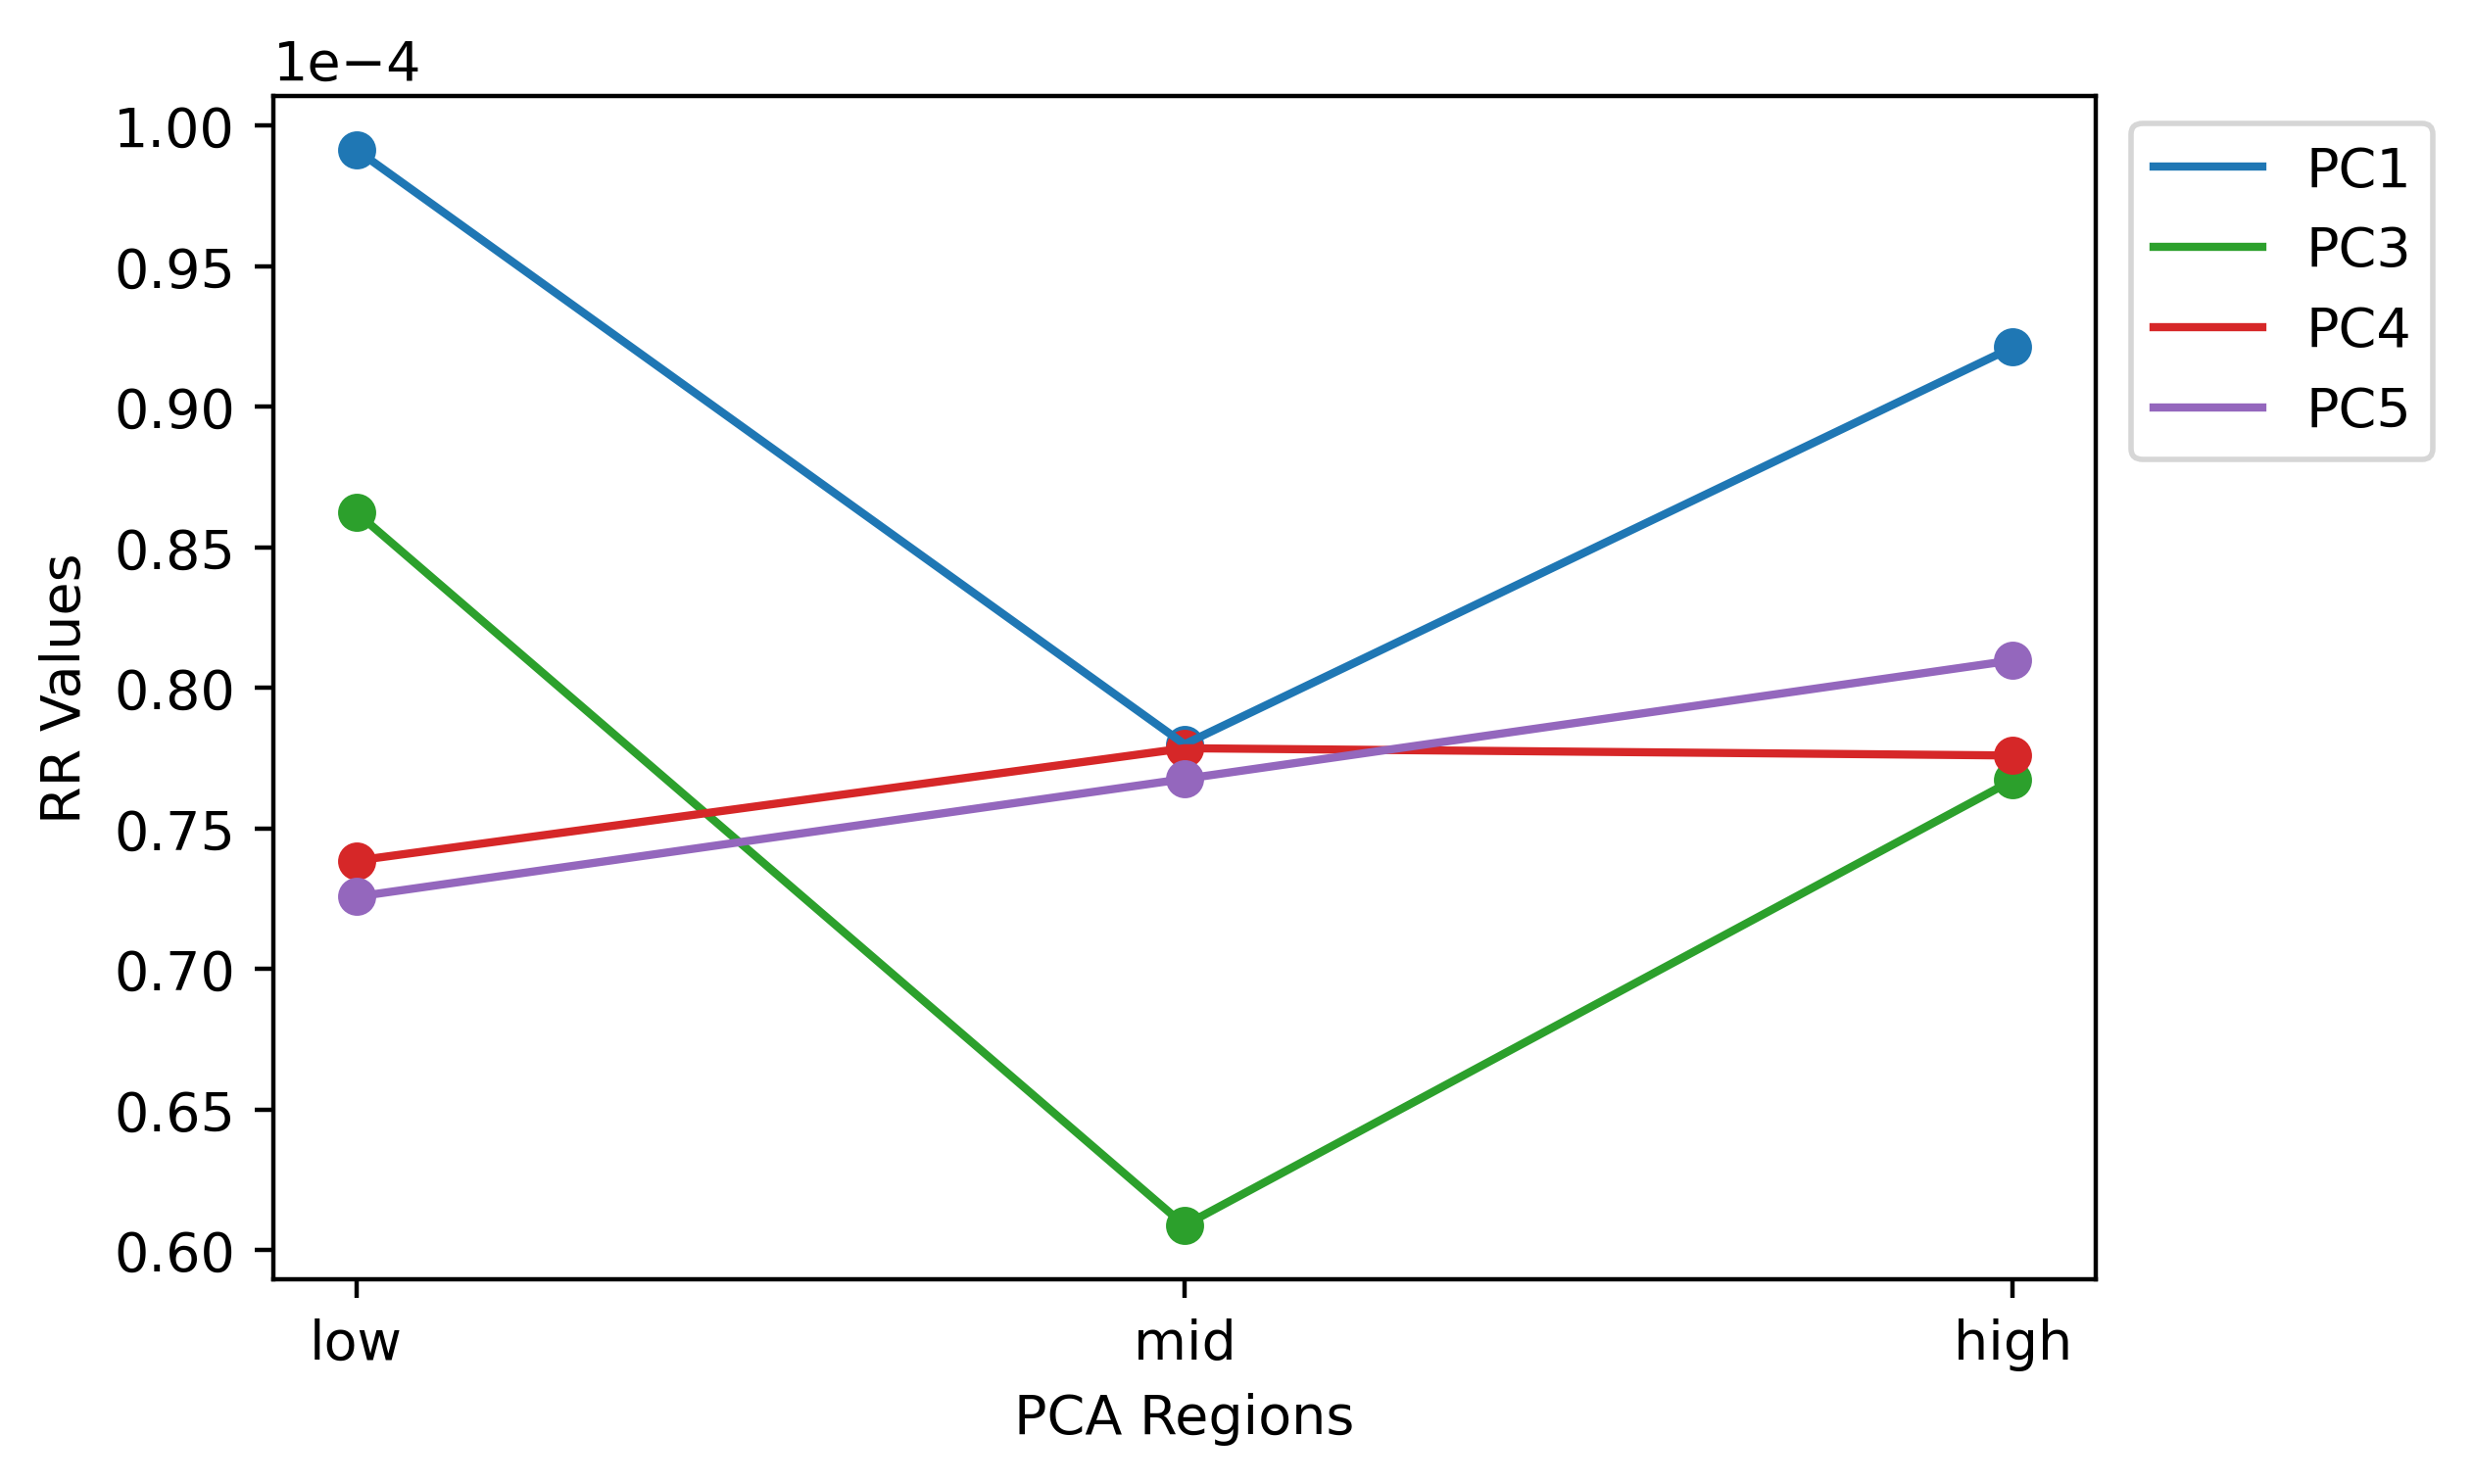 1e−4
1.00
0.95
0.90
0.85
0.80
0.75
0.70
0.65
0.60
RR Values
low
mid
high
PCA Regions
PC1
PC3
PC4
PC5